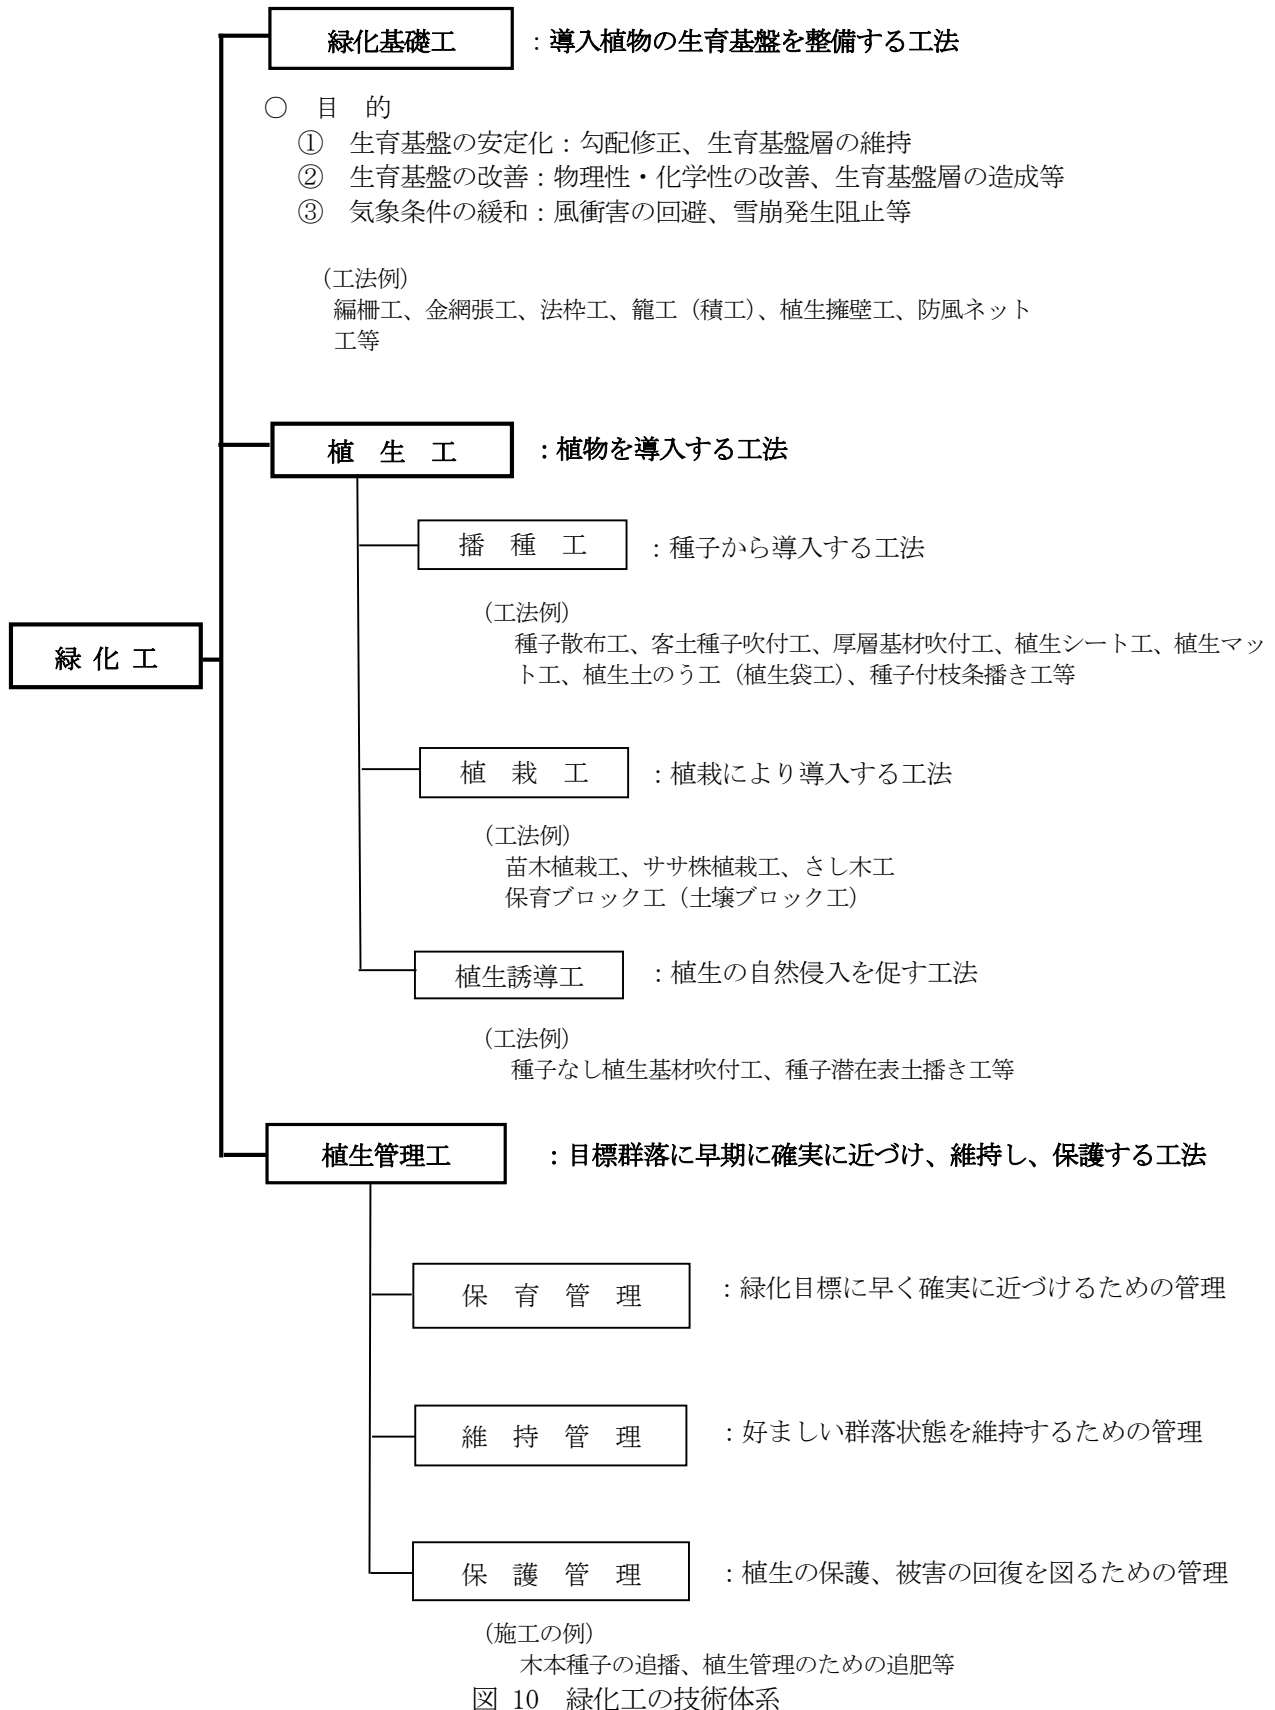 緑化基礎工 ：導入植物の生育基盤を整備する工法
○ 目 的
① 生育基盤の安定化：勾配修正、生育基盤層の維持
② 生育基盤の改善：物理性・化学性の改善、生育基盤層の造成等
③ 気象条件の緩和：風衝害の回避、雪崩発生阻止等
（工法例）
編柵工、金網張工、法枠工、籠工（積工）、植生擁壁工、防風ネット
工等
植 生 工 ：植物を導入する工法
播 種 工 ：種子から導入する工法
（工法例）
種子散布工、客土種子吹付工、厚層基材吹付工、植生シート工、植生マッ
ト工、植生土のう工（植生袋工）、種子付枝条播き工等
緑 化 工
植 栽 工 ：植栽により導入する工法
（工法例）
苗木植栽工、ササ株植栽工、さし木工
保育ブロック工（土壌ブロック工）
植生誘導工 ：植生の自然侵入を促す工法
（工法例）
種子なし植生基材吹付工、種子潜在表土播き工等
植生管理工 ：目標群落に早期に確実に近づけ、維持し、保護する工法
保 育 管 理 ：緑化目標に早く確実に近づけるための管理
維 持 管 理 ：好ましい群落状態を維持するための管理
保 護 管 理 ：植生の保護、被害の回復を図るための管理
（施工の例）
木本種子の追播、植生管理のための追肥等
図 10 緑化工の技術体系